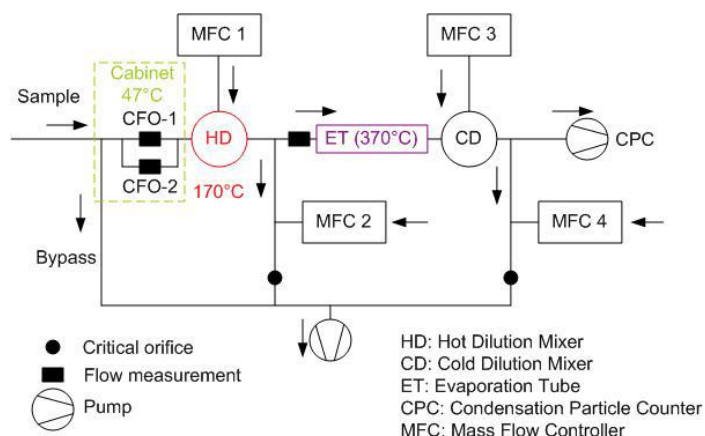 MFC 1
MFC 3
Cabinet
47°C
Sample
CFO-1
HD
ET (370°C)
CD
CPC
CFO-2
170°C
MFC 2
MFC 4
Bypass
Critical orifice
Flow measurement
Pump
HD: Hot Dilution Mixer
CD: Cold Dilution Mixer
ET: Evaporation Tube
CPC: Condensation Particle Counter
MFC: Mass Flow Controller